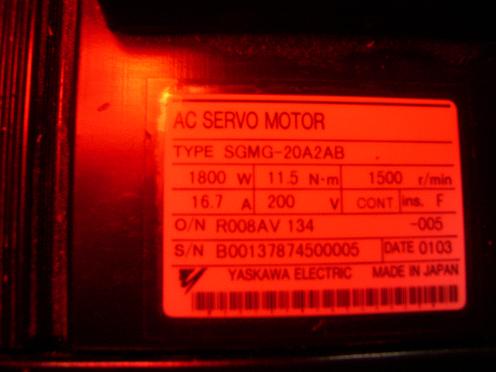 AC SERVO MOTOR
TYPE SGMG-20A2AB
1800 W 11.5 N·m 1500 r/min
16.7 A 200 V CONT ins. F
O/N R008AV 134 -005
S/N B00137874500005 DATE 0103
YASKAWA ELECTRIC MADE IN JAPAN